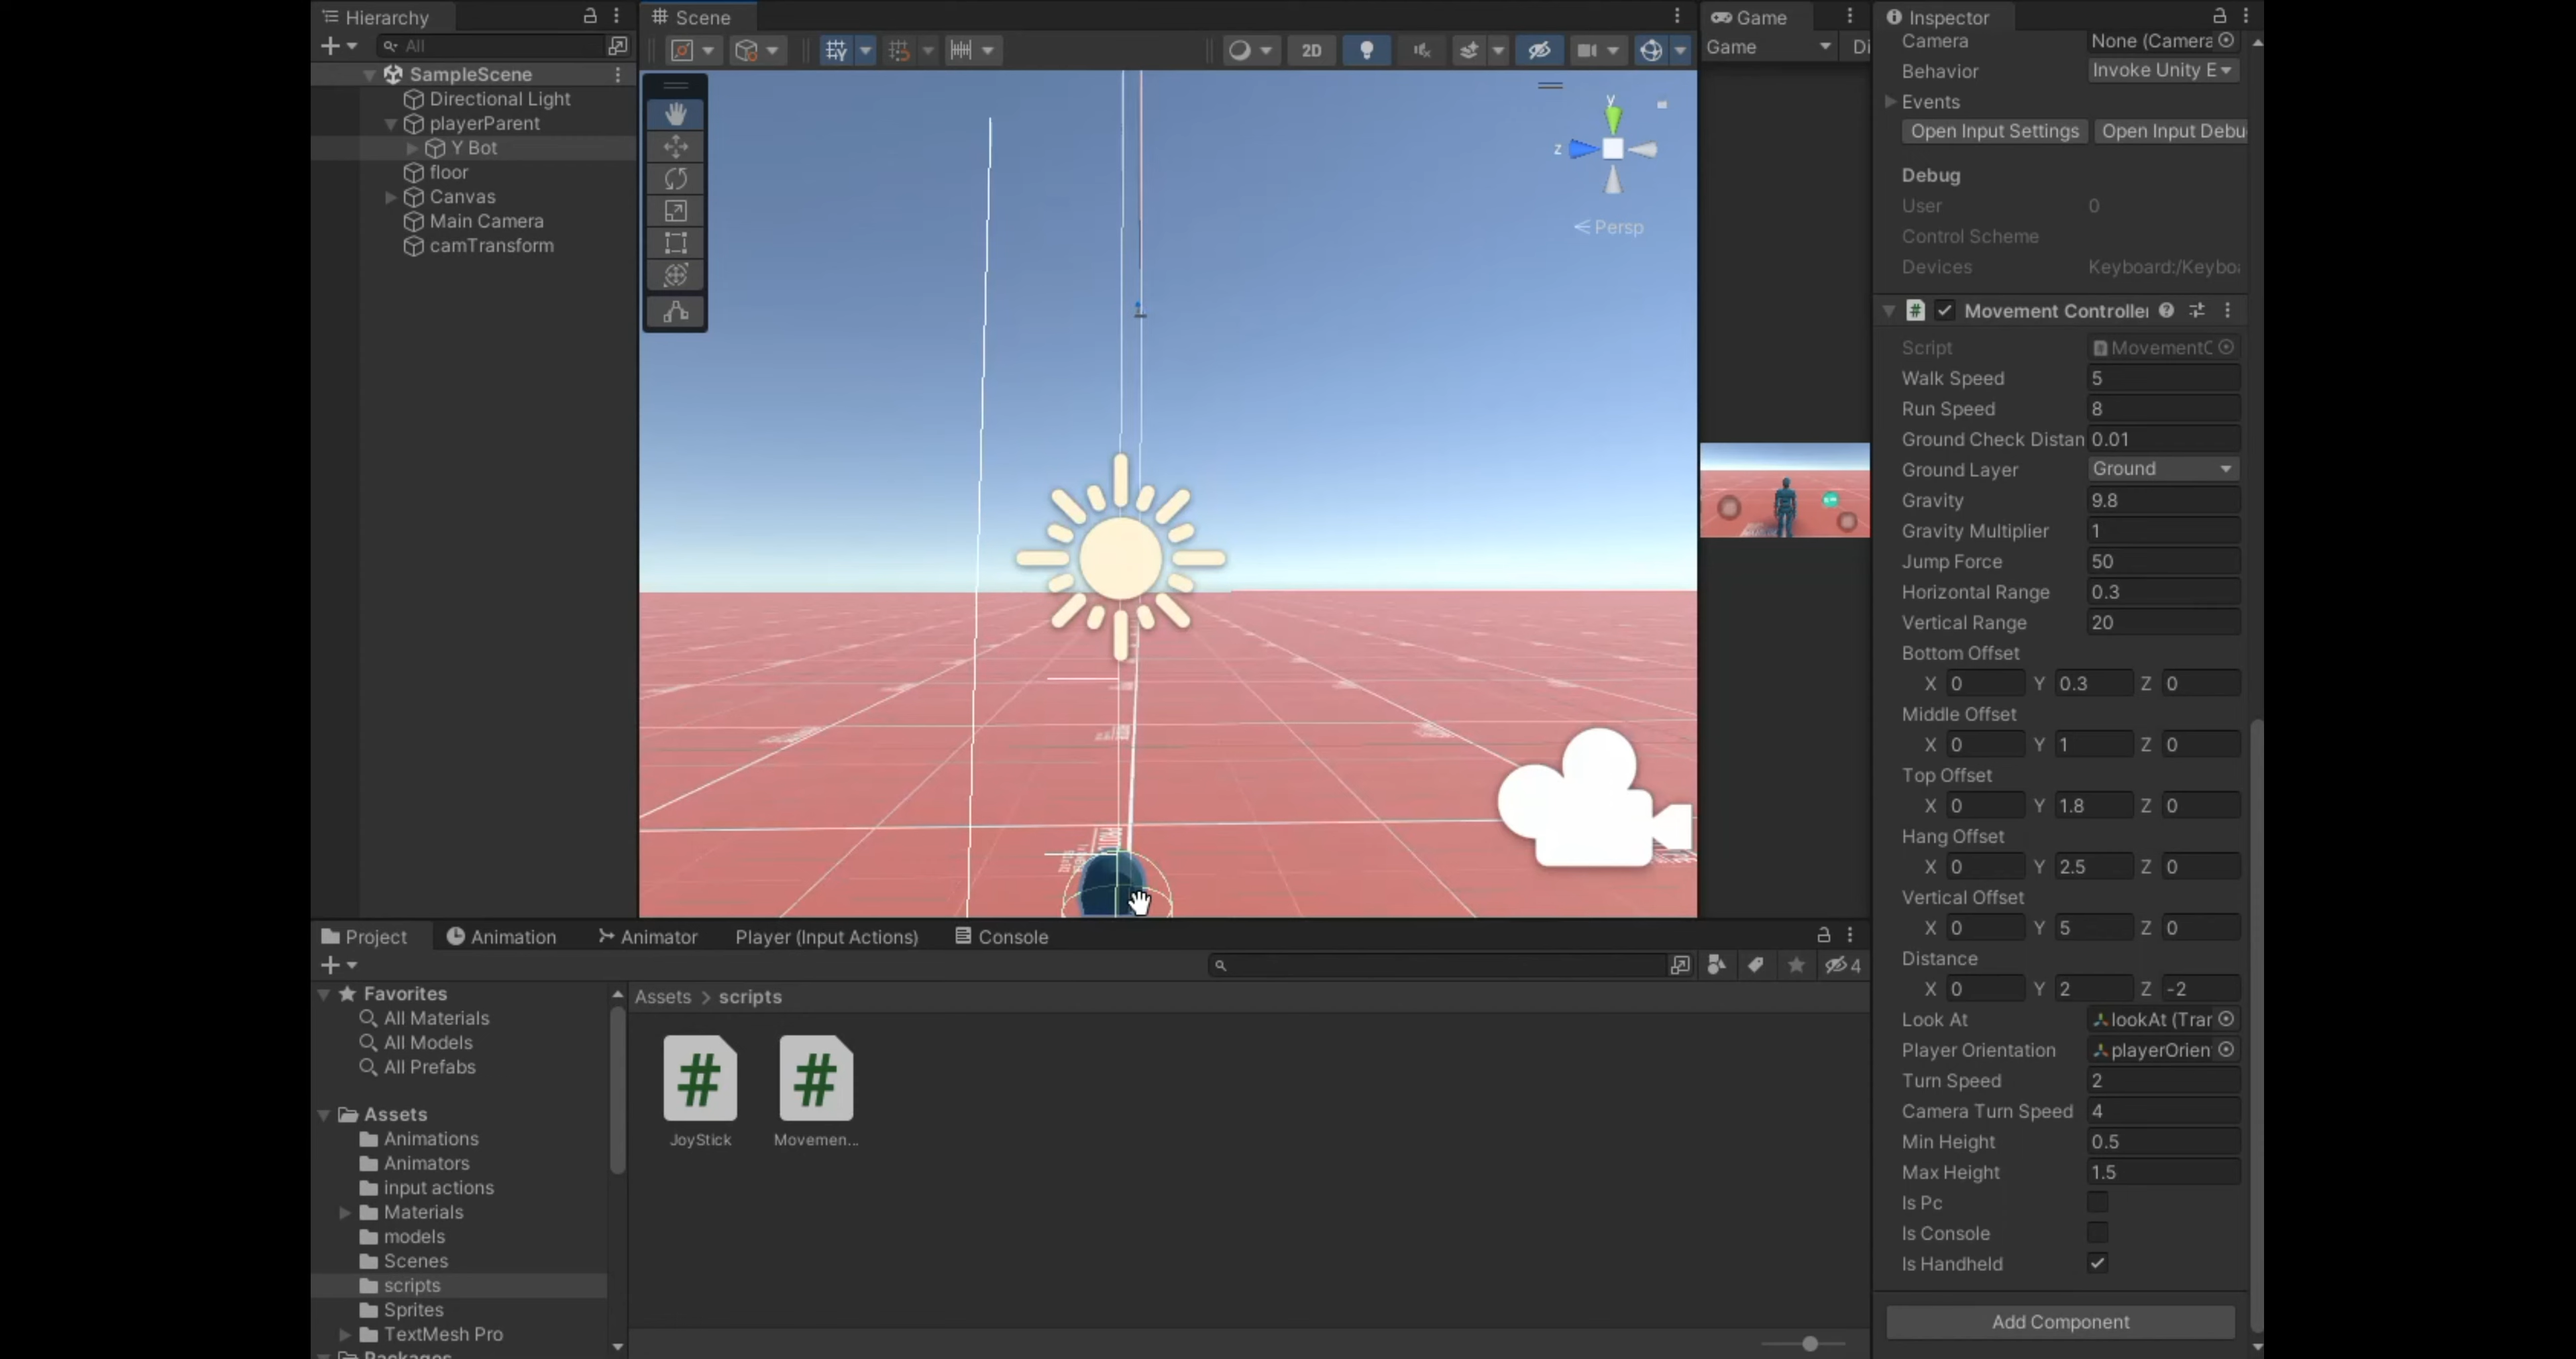 Hierarchy
All
SampleScene
Directional Light
playerParent
Y Bot
floor
Canvas
Main Camera
camTransform
Scene
2D
y
z
Persp
Game
Game
Di
Inspector
Camera None (Camera
Behavior Invoke Unity E
Events
Open Input Settings Open Input Debu
Debug
User 0
Control Scheme
Devices Keyboard:/Keyboa
Movement Controller
Script MovementC
Walk Speed 5
Run Speed 8
Ground Check Distan 0.01
Ground Layer Ground
Gravity 9.8
Gravity Multiplier 1
Jump Force 50
Horizontal Range 0.3
Vertical Range 20
Bottom Offset
X 0 Y 0.3 Z 0
Middle Offset
X 0 Y 1 Z 0
Top Offset
X 0 Y 1.8 Z 0
Hang Offset
X 0 Y 2.5 Z 0
Vertical Offset
X 0 Y 5 Z 0
Distance
X 0 Y 2 Z -2
Look At lookAt (Trar
Player Orientation playerOrien
Turn Speed 2
Camera Turn Speed 4
Min Height 0.5
Max Height 1.5
Is Pc
Is Console
Is Handheld
Add Component
Project Animation Animator Player (Input Actions) Console
4
Favorites
All Materials
All Models
All Prefabs
Assets
Animations
Animators
input actions
Materials
models
Scenes
scripts
Sprites
TextMesh Pro
Packages
Assets > scripts
JoyStick
Movemen...